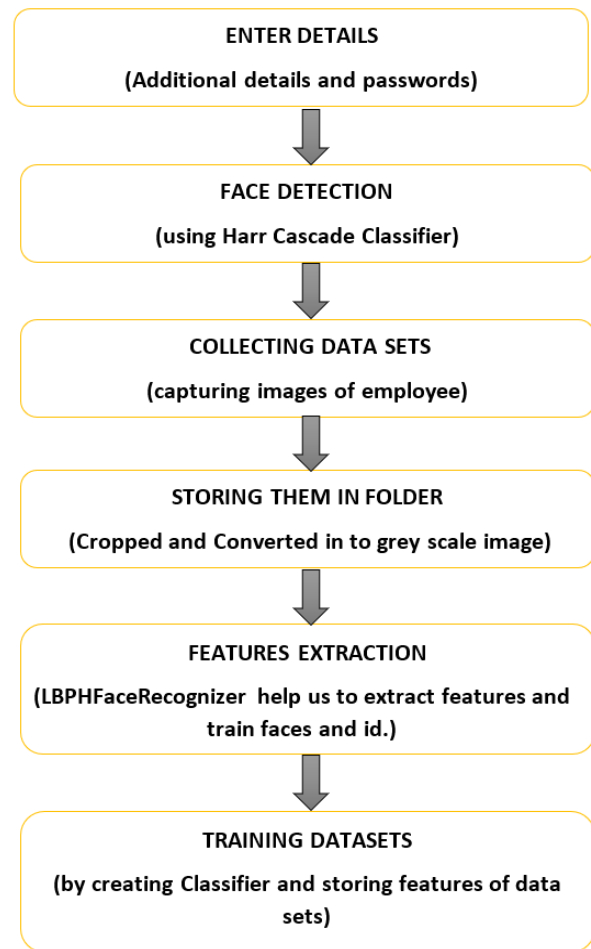 ENTER DETAILS
(Additional details and passwords)
FACE DETECTION
(using Harr Cascade Classifier)
COLLECTING DATA SETS
(capturing images of employee)
STORING THEM IN FOLDER
(Cropped and Converted in to grey scale image)
FEATURES EXTRACTION
(LBPHFaceRecognizer help us to extract features and
train faces and id.)
TRAINING DATASETS
(by creating Classifier and storing features of data
sets)